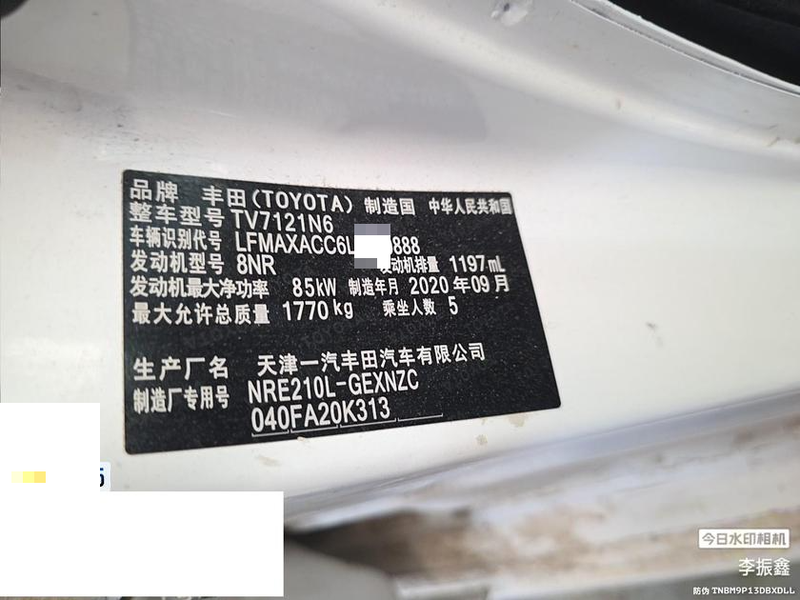 品牌 丰田(TOYOTA) 制造国 中华人民共和国
整车型号 TV7121N6
车辆识别代号 LFMAXACC6L 888
发动机型号 8NR 发动机排量 1197mL
发动机最大净功率 85kW 制造年月 2020年09月
最大允许总质量 1770kg 乘坐人数 5
生产厂名 天津一汽丰田汽车有限公司
制造厂专用号 NRE210L-GEXNZC
040FA20K313
今日水印相机
李振鑫
防伪 TNBM9P13DBXDLL